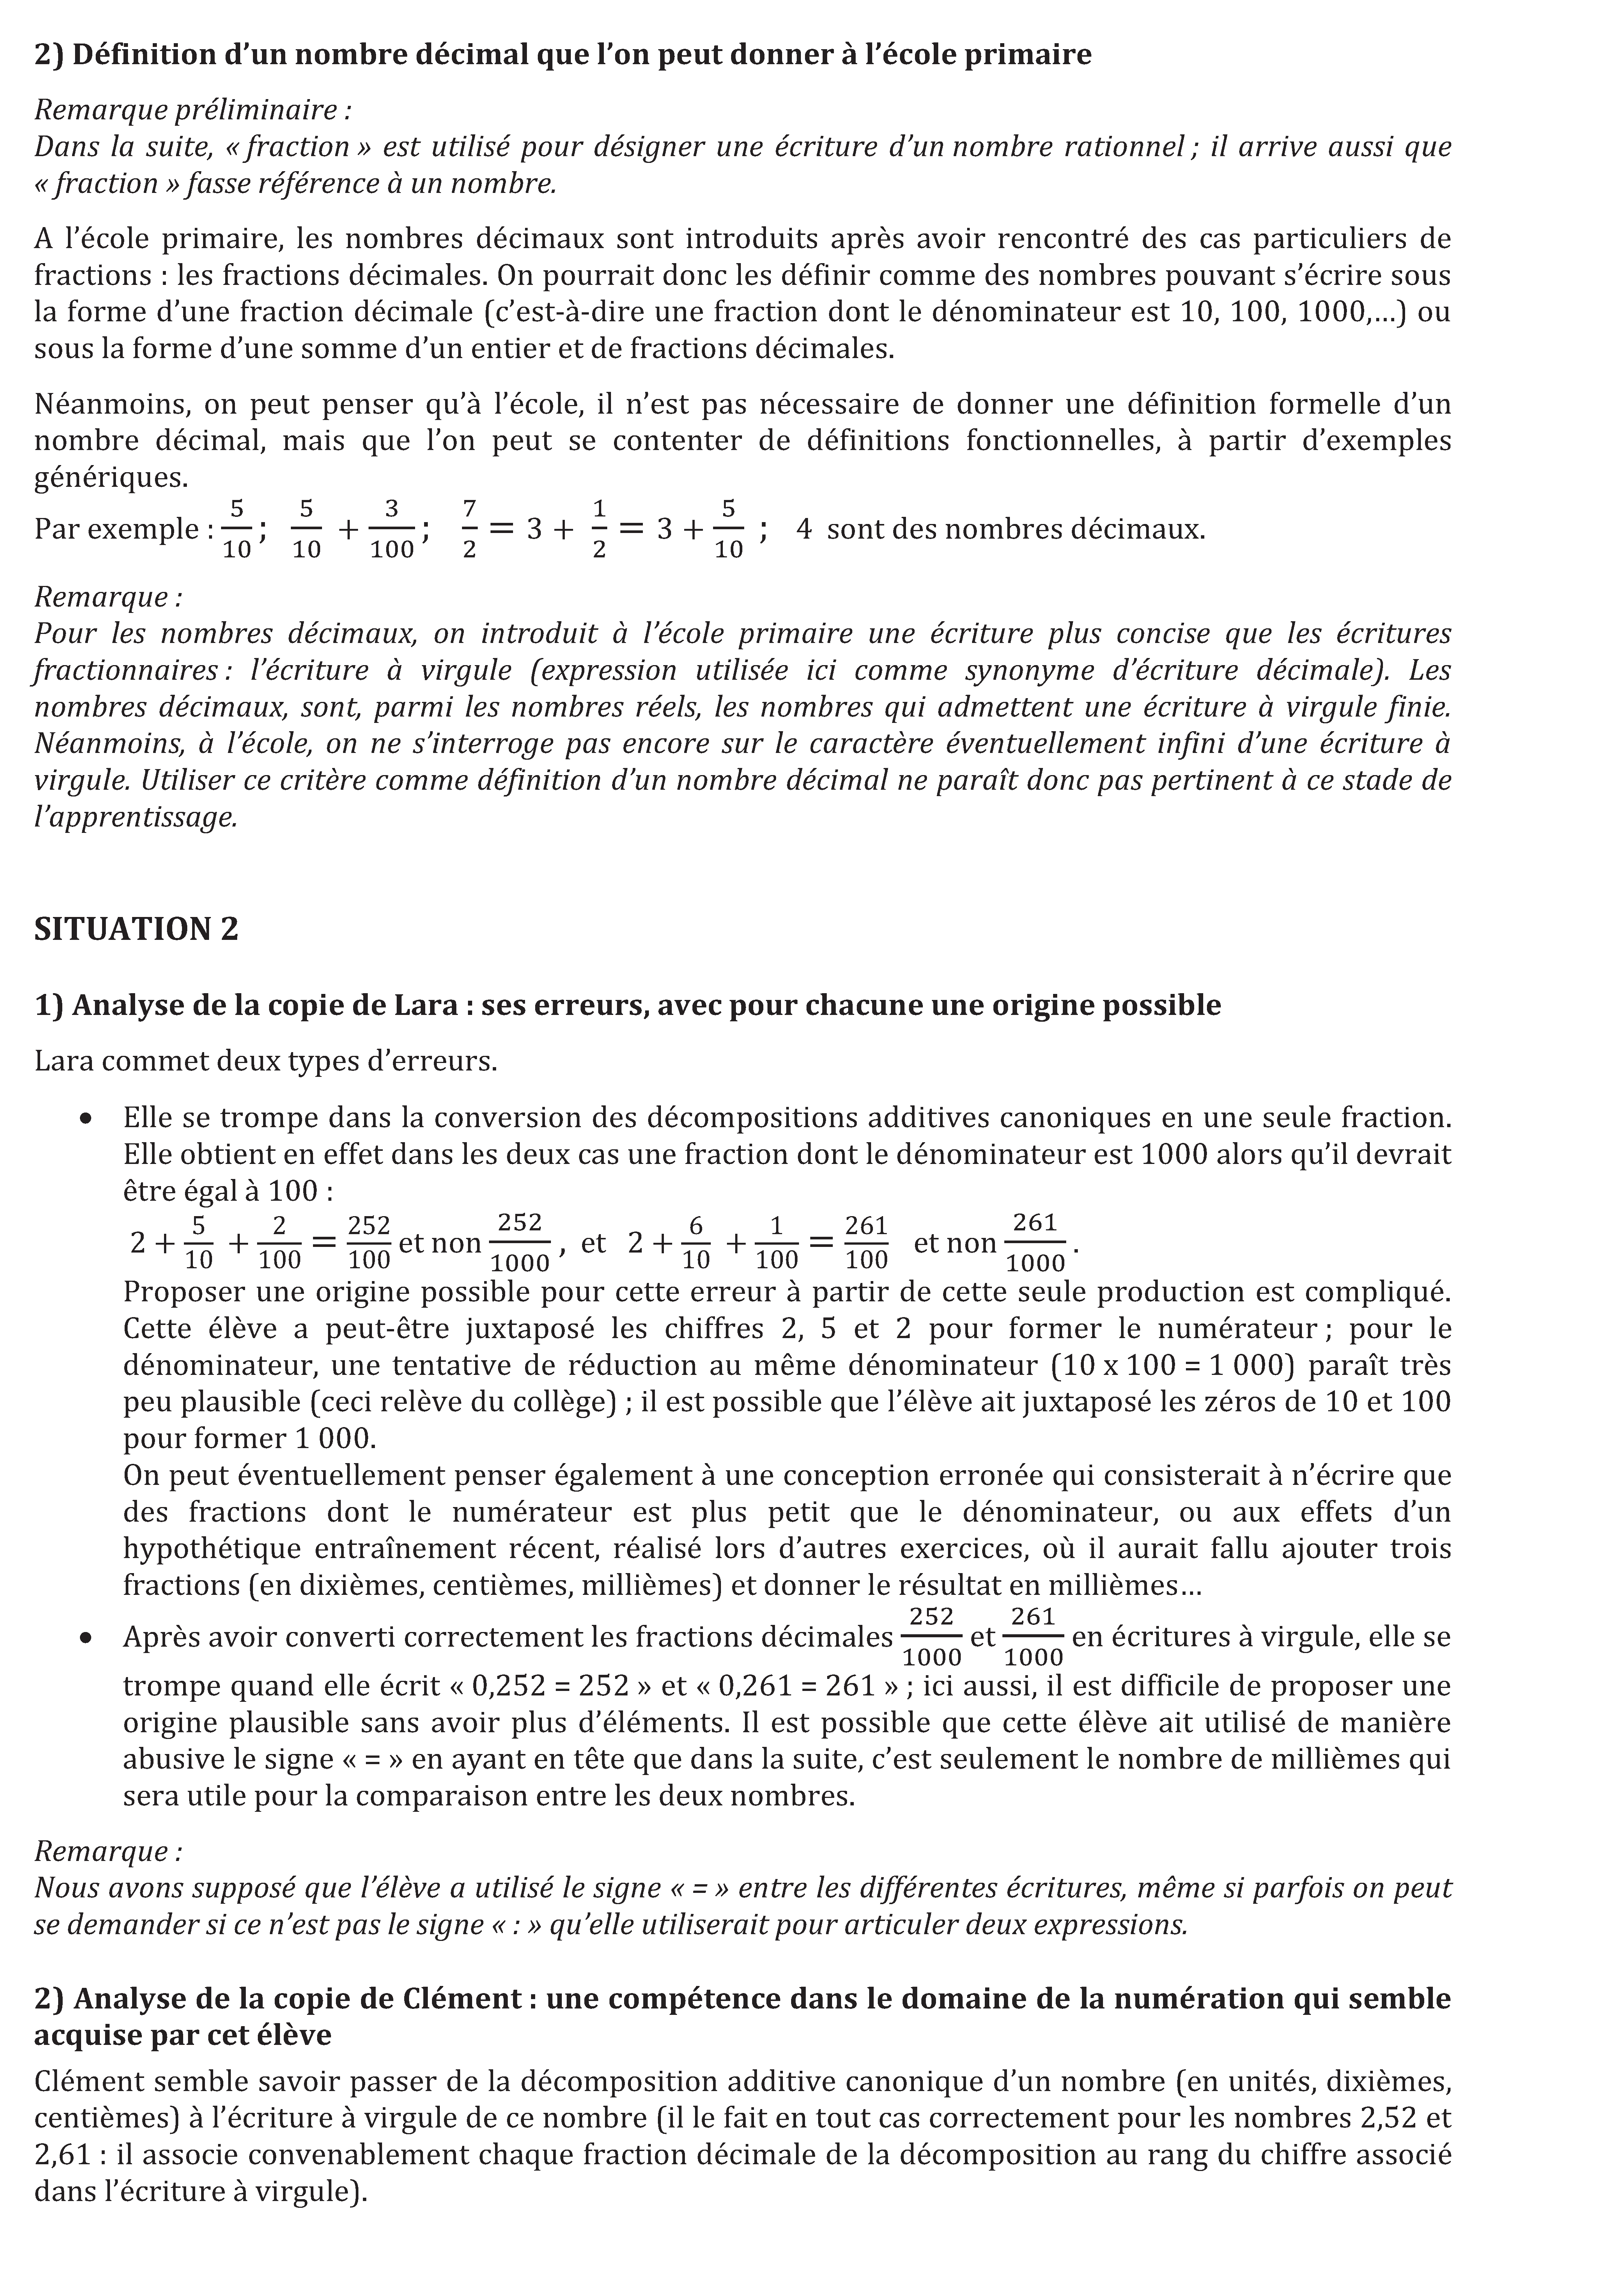 2) Définition d’un nombre décimal que l’on peut donner à l’école primaire
Remarque préliminaire :
Dans la suite, « fraction » est utilisé pour désigner une écriture d’un nombre rationnel ; il arrive aussi que
« fraction » fasse référence à un nombre.
A l’école primaire, les nombres décimaux sont introduits après avoir rencontré des cas particuliers de
fractions : les fractions décimales. On pourrait donc les définir comme des nombres pouvant s’écrire sous
la forme d’une fraction décimale (c’est-à-dire une fraction dont le dénominateur est 10, 100, 1000,…) ou
sous la forme d’une somme d’un entier et de fractions décimales.
Néanmoins, on peut penser qu’à l’école, il n’est pas nécessaire de donner une définition formelle d’un
nombre décimal, mais que l’on peut se contenter de définitions fonctionnelles, à partir d’exemples
génériques.
Par exemple : 5/10 ; 5/10 + 3/100 ; 7/2 = 3 + 1/2 = 3 + 5/10 ; 4 sont des nombres décimaux.
Remarque :
Pour les nombres décimaux, on introduit à l’école primaire une écriture plus concise que les écritures
fractionnaires : l’écriture à virgule (expression utilisée ici comme synonyme d’écriture décimale). Les
nombres décimaux, sont, parmi les nombres réels, les nombres qui admettent une écriture à virgule finie.
Néanmoins, à l’école, on ne s’interroge pas encore sur le caractère éventuellement infini d’une écriture à
virgule. Utiliser ce critère comme définition d’un nombre décimal ne paraît donc pas pertinent à ce stade de
l’apprentissage.
SITUATION 2
1) Analyse de la copie de Lara : ses erreurs, avec pour chacune une origine possible
Lara commet deux types d’erreurs.
• Elle se trompe dans la conversion des décompositions additives canoniques en une seule fraction.
Elle obtient en effet dans les deux cas une fraction dont le dénominateur est 1000 alors qu’il devrait
être égal à 100 :
2 + 5/10 + 2/100 = 252/100 et non 252/1000 , et 2 + 6/10 + 1/100 = 261/100 et non 261/1000 .
Proposer une origine possible pour cette erreur à partir de cette seule production est compliqué.
Cette élève a peut-être juxtaposé les chiffres 2, 5 et 2 pour former le numérateur ; pour le
dénominateur, une tentative de réduction au même dénominateur (10 x 100 = 1 000) paraît très
peu plausible (ceci relève du collège) ; il est possible que l’élève ait juxtaposé les zéros de 10 et 100
pour former 1 000.
On peut éventuellement penser également à une conception erronée qui consisterait à n’écrire que
des fractions dont le numérateur est plus petit que le dénominateur, ou aux effets d’un
hypothétique entraînement récent, réalisé lors d’autres exercices, où il aurait fallu ajouter trois
fractions (en dixièmes, centièmes, millièmes) et donner le résultat en millièmes…
• Après avoir converti correctement les fractions décimales 252/1000 et 261/1000 en écritures à virgule, elle se
trompe quand elle écrit « 0,252 = 252 » et « 0,261 = 261 » ; ici aussi, il est difficile de proposer une
origine plausible sans avoir plus d’éléments. Il est possible que cette élève ait utilisé de manière
abusive le signe « = » en ayant en tête que dans la suite, c’est seulement le nombre de millièmes qui
sera utile pour la comparaison entre les deux nombres.
Remarque :
Nous avons supposé que l’élève a utilisé le signe « = » entre les différentes écritures, même si parfois on peut
se demander si ce n’est pas le signe « : » qu’elle utiliserait pour articuler deux expressions.
2) Analyse de la copie de Clément : une compétence dans le domaine de la numération qui semble
acquise par cet élève
Clément semble savoir passer de la décomposition additive canonique d’un nombre (en unités, dixièmes,
centièmes) à l’écriture à virgule de ce nombre (il le fait en tout cas correctement pour les nombres 2,52 et
2,61 : il associe convenablement chaque fraction décimale de la décomposition au rang du chiffre associé
dans l’écriture à virgule).